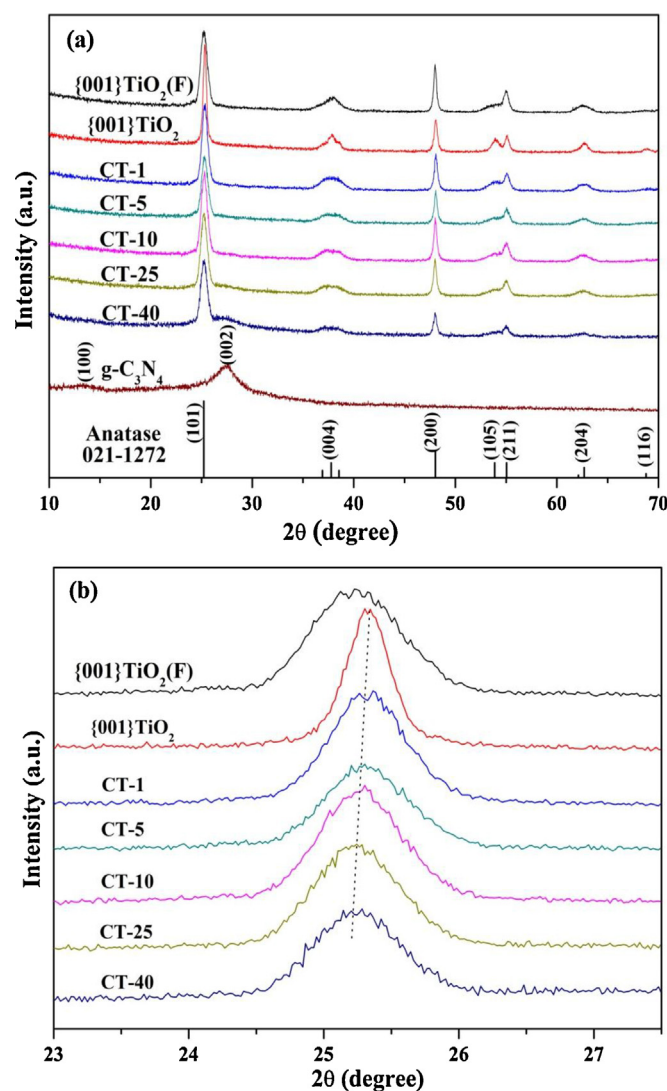 (a)
{001}TiO₂(F)
{001}TiO₂
CT-1
CT-5
CT-10
CT-25
CT-40
(100)
g-C₃N₄
(002)
Anatase
021-1272
(101)
(004)
(200)
(105)
(211)
(204)
(116)
Intensity (a.u.)
10 20 30 40 50 60 70
2θ (degree)
(b)
{001}TiO₂(F)
{001}TiO₂
CT-1
CT-5
CT-10
CT-25
CT-40
Intensity (a.u.)
23 24 25 26 27
2θ (degree)